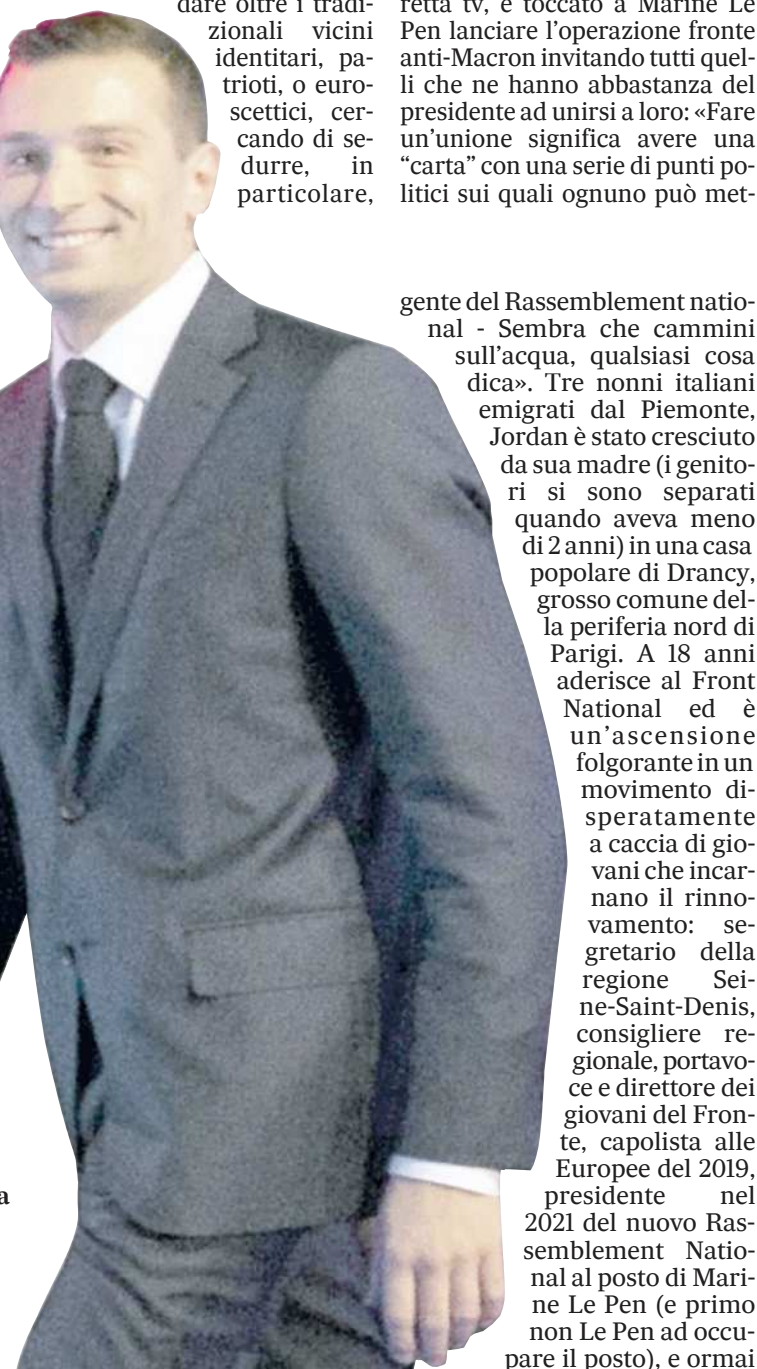 dare oltre i tradi-
zionali vicini
identitari, pa-
trioti, o euro-
scettici, cer-
cando di se-
durre, in
particolare,
retta tv, è toccato a Marine Le
Pen lanciare l’operazione fronte
anti-Macron invitando tutti quel-
li che ne hanno abbastanza del
presidente ad unirsi a loro: «Fare
un’unione significa avere una
“carta” con una serie di punti po-
litici sui quali ognuno può met-
gente del Rassemblement natio-
nal - Sembra che cammini
sull’acqua, qualsiasi cosa
dica». Tre nonni italiani
emigrati dal Piemonte,
Jordan è stato cresciuto
da sua madre (i genito-
ri si sono separati
quando aveva meno
di 2 anni) in una casa
popolare di Drancy,
grosso comune del-
la periferia nord di
Parigi. A 18 anni
aderisce al Front
National ed è
un’ascensione
folgorante in un
movimento di-
speratamente
a caccia di gio-
vani che incar-
nano il rinno-
vamento: se-
gretario della
regione Sei-
ne-Saint-Denis,
consigliere re-
gionale, portavo-
ce e direttore dei
giovani del Fron-
te, capolista alle
Europee del 2019,
presidente nel
2021 del nuovo Ras-
semblement Natio-
nal al posto di Mari-
ne Le Pen (e primo
non Le Pen ad occu-
pare il posto), e ormai
a